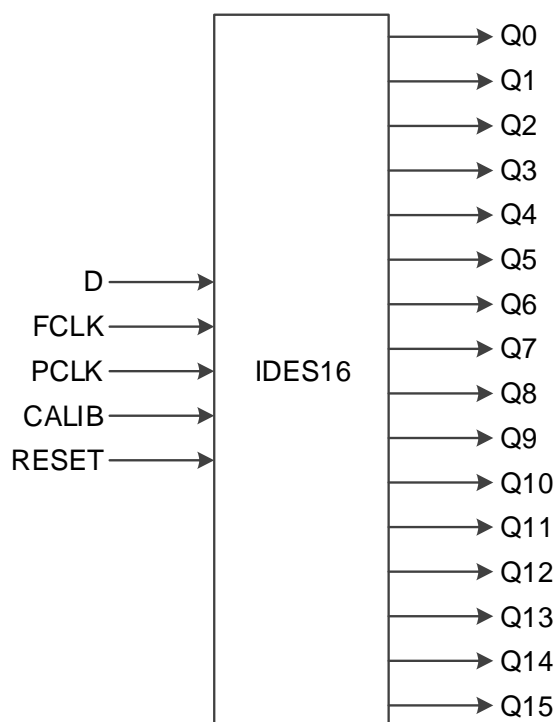 Q0
Q1
Q2
Q3
Q4
Q5
D
Q6
FCLK
Q7
PCLK
IDES16
Q8
CALIB
Q9
RESET
Q10
Q11
Q12
Q13
Q14
Q15